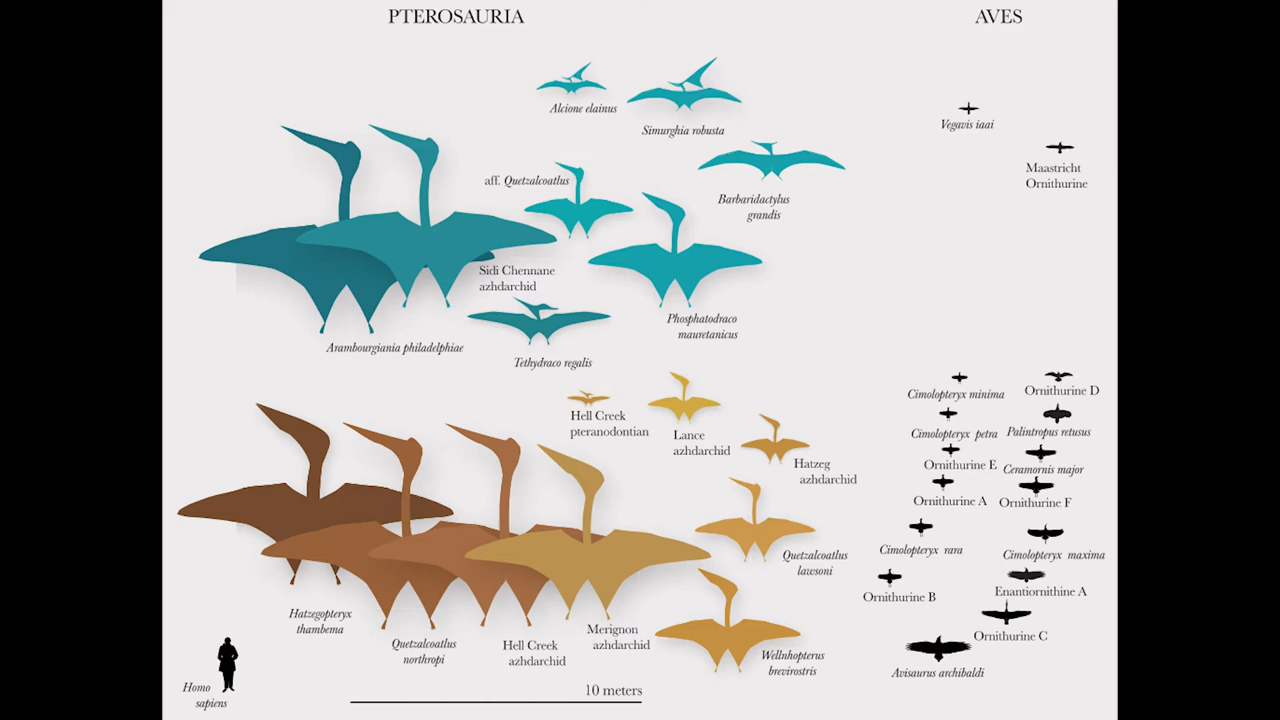 PTEROSAURIA
AVES
Alcione elainus
Simurghia robusta
Vegavis iaai
Maastricht
Ornithurine
aff. Quetzalcoatlus
Barbaridactylus
grandis
Sidi Chennane
azhdarchid
Phosphatodraco
mauretanicus
Arambourgiania philadelphiae
Tethydraco regalis
Hell Creek
pteranodontian
Lance
azhdarchid
Hatzeg
azhdarchid
Cimolopteryx minima
Ornithurine D
Cimolopteryx petra
Palintropus retusus
Ornithurine E
Ceramornis major
Ornithurine A
Ornithurine F
Cimolopteryx rara
Cimolopteryx maxima
Quetzalcoatlus
lawsoni
Ornithurine B
Enantiornithine A
Hatzegopteryx
thambema
Quetzalcoatlus
northropi
Hell Creek
azhdarchid
Merignon
azhdarchid
Wellnhopterus
brevirostris
Ornithurine C
Avisaurus archibaldi
Homo
sapiens
10 meters